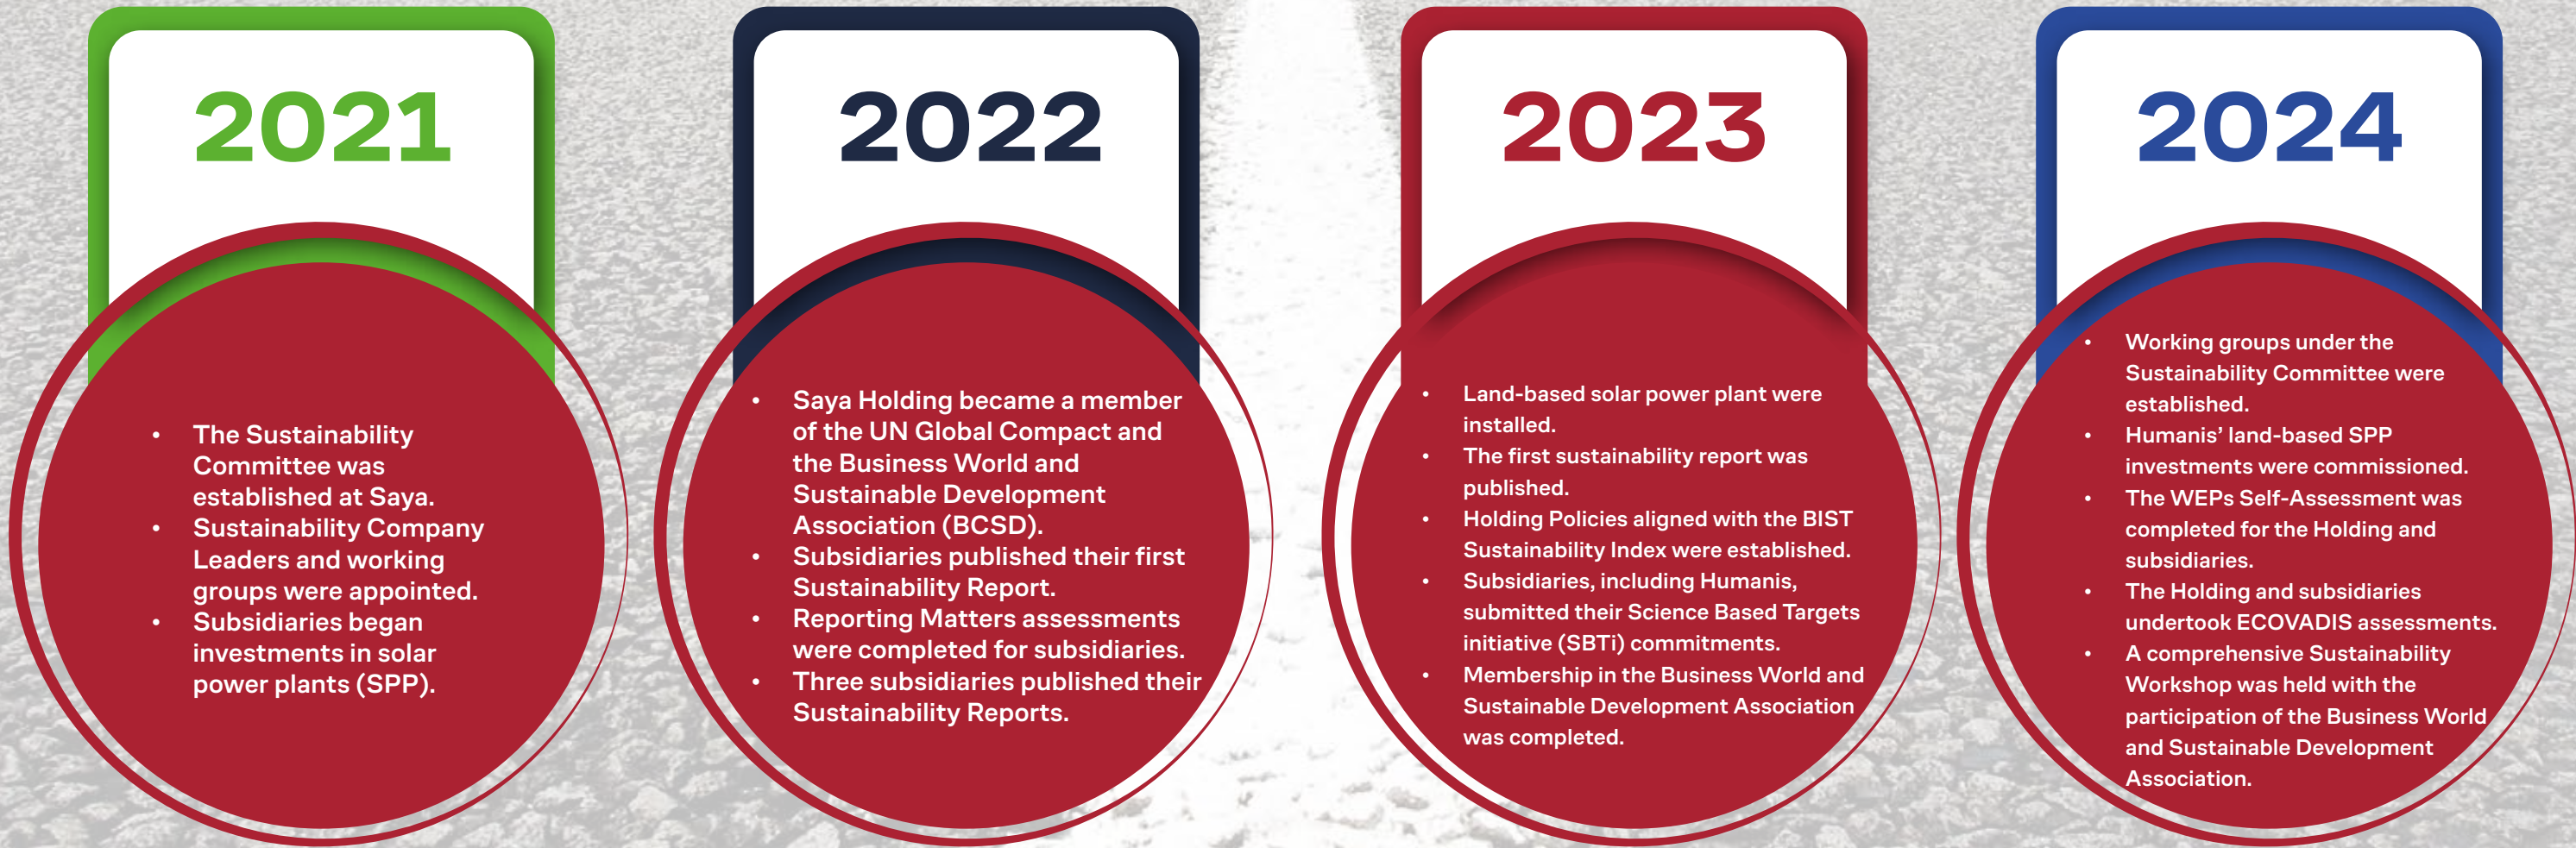 2021
• The Sustainability
Committee was
established at Saya.
• Sustainability Company
Leaders and working
groups were appointed.
• Subsidiaries began
investments in solar
power plants (SPP).
2022
• Saya Holding became a member
of the UN Global Compact and
the Business World and
Sustainable Development
Association (BCSD).
• Subsidiaries published their first
Sustainability Report.
• Reporting Matters assessments
were completed for subsidiaries.
• Three subsidiaries published their
Sustainability Reports.
2023
• Land-based solar power plant were
installed.
• The first sustainability report was
published.
• Holding Policies aligned with the BIST
Sustainability Index were established.
• Subsidiaries, including Humanis,
submitted their Science Based Targets
initiative (SBTi) commitments.
• Membership in the Business World and
Sustainable Development Association
was completed.
2024
• Working groups under the
Sustainability Committee were
established.
• Humanis’ land-based SPP
investments were commissioned.
• The WEPs Self-Assessment was
completed for the Holding and
subsidiaries.
• The Holding and subsidiaries
undertook ECOVADIS assessments.
• A comprehensive Sustainability
Workshop was held with the
participation of the Business World
and Sustainable Development
Association.